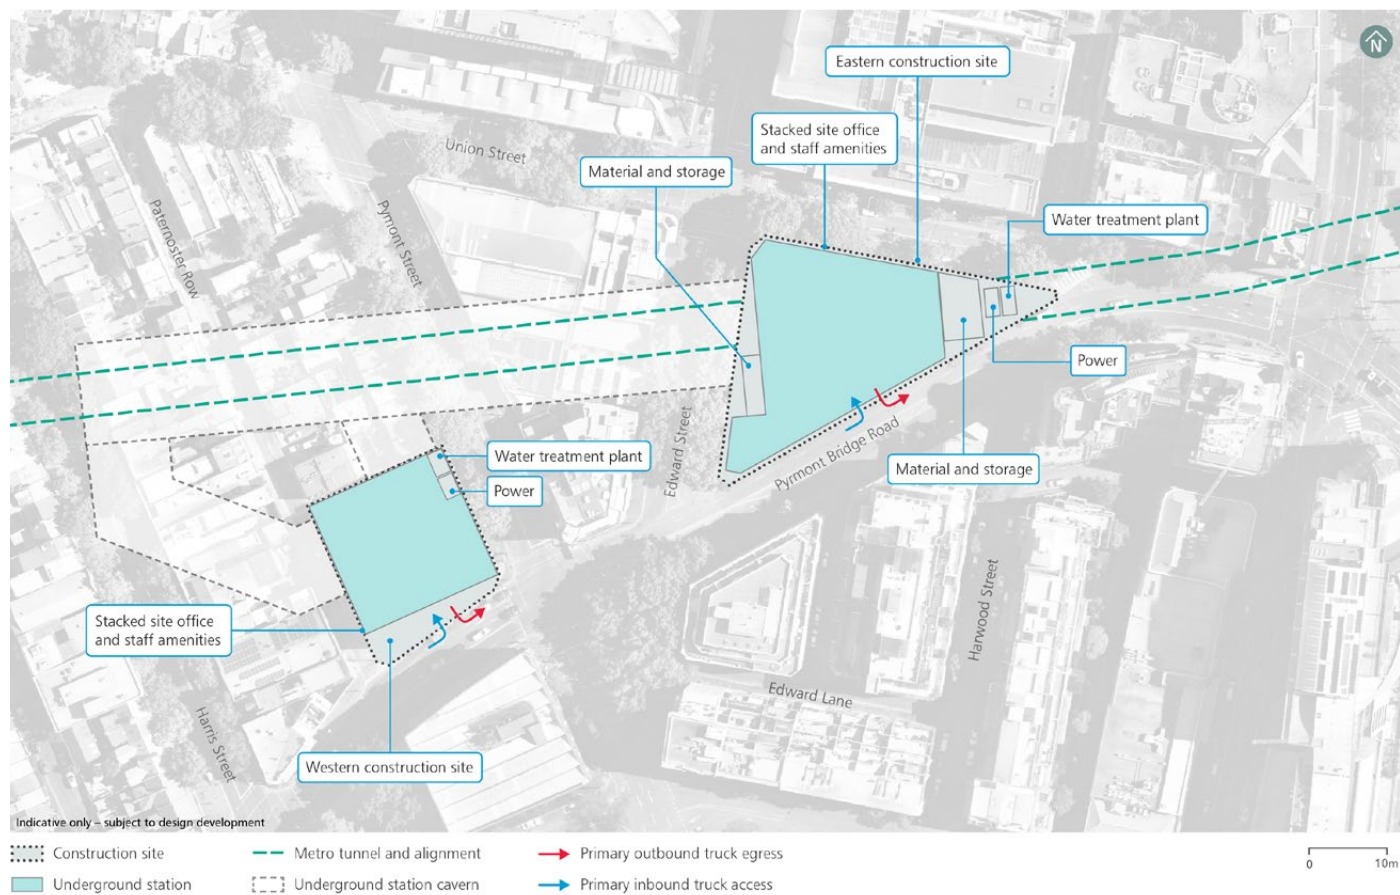 N
Eastern construction site
Stacked site office
and staff amenities
Union Street
Material and storage
Water treatment plant
Paternoster Row
Pymont Street
Power
Edward Street
Pyrmont Bridge Road
Water treatment plant
Material and storage
Power
Harwood Street
Stacked site office
and staff amenities
Edward Lane
Harris Street
Western construction site
Indicative only – subject to design development
Construction site
Metro tunnel and alignment
Primary outbound truck egress
Underground station
Underground station cavern
Primary inbound truck access
0 10m